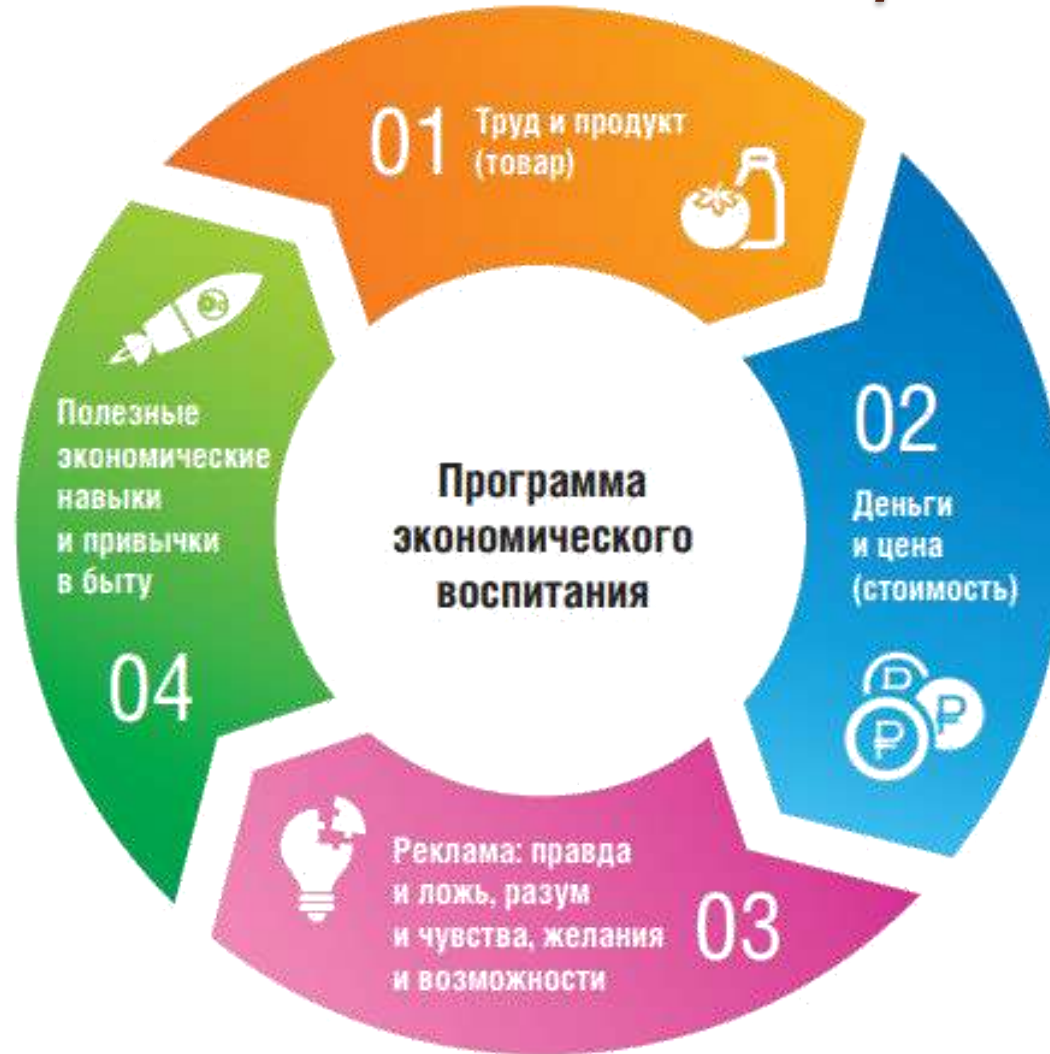 01
Труд и продукт
(товар)
02
Деньги
и цена
(стоимость)
03
Реклама: правда
и ложь, разум
и чувства, желания
и возможности
04
Полезные
экономические
навыки
и привычки
в быту
Программа
экономического
воспитания